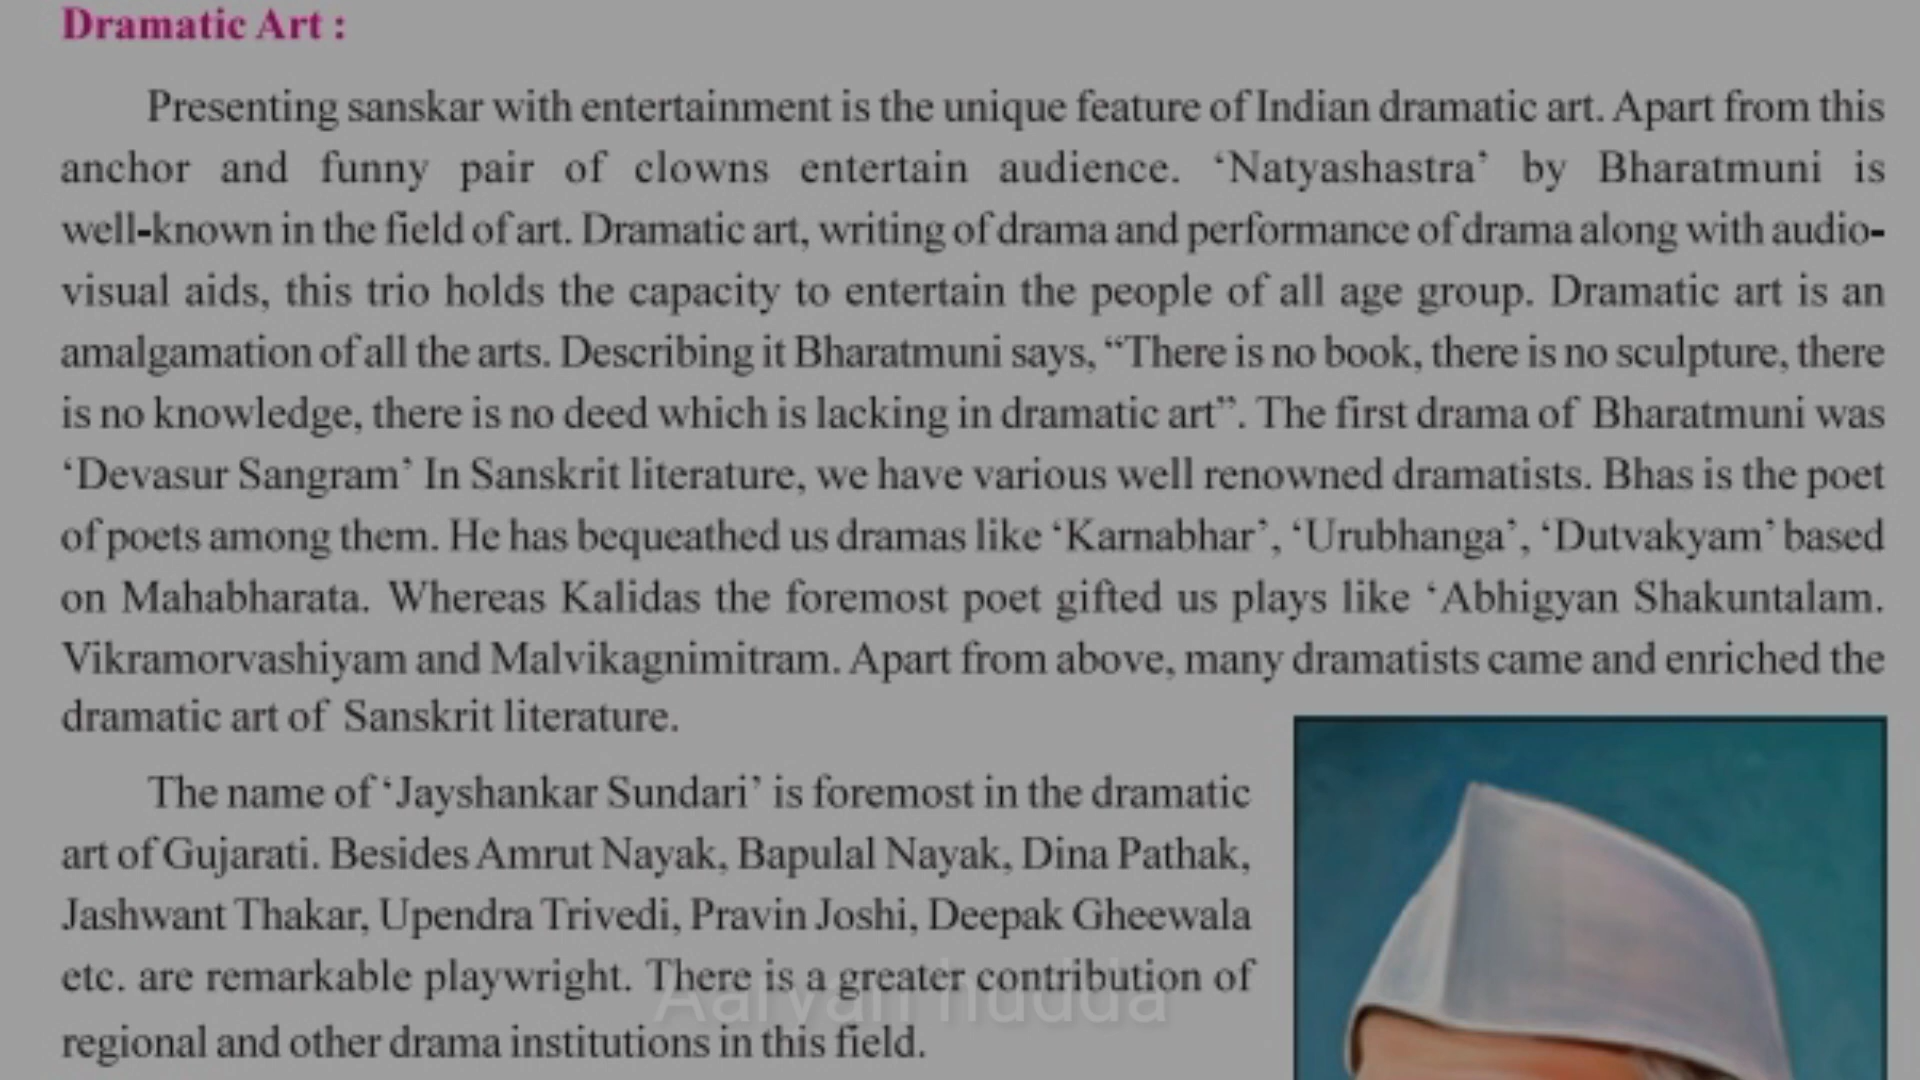 Dramatic Art :
Presenting sanskar with entertainment is the unique feature of Indian dramatic art. Apart from this
anchor and funny pair of clowns entertain audience. ‘Natyashastra’ by Bharatmuni is
well-known in the field of art. Dramatic art, writing of drama and performance of drama along with audio-
visual aids, this trio holds the capacity to entertain the people of all age group. Dramatic art is an
amalgamation of all the arts. Describing it Bharatmuni says, “There is no book, there is no sculpture, there
is no knowledge, there is no deed which is lacking in dramatic art”. The first drama of Bharatmuni was
‘Devasur Sangram’ In Sanskrit literature, we have various well renowned dramatists. Bhas is the poet
of poets among them. He has bequeathed us dramas like ‘Karnabhar’, ‘Urubhanga’, ‘Dutvakyam’ based
on Mahabharata. Whereas Kalidas the foremost poet gifted us plays like ‘Abhigyan Shakuntalam.
Vikramorvashiyam and Malvikagnimitram. Apart from above, many dramatists came and enriched the
dramatic art of Sanskrit literature.
The name of ‘Jayshankar Sundari’ is foremost in the dramatic
art of Gujarati. Besides Amrut Nayak, Bapulal Nayak, Dina Pathak,
Jashwant Thakar, Upendra Trivedi, Pravin Joshi, Deepak Gheewala
etc. are remarkable playwright. There is a greater contribution of
regional and other drama institutions in this field.
Aaryan hudda